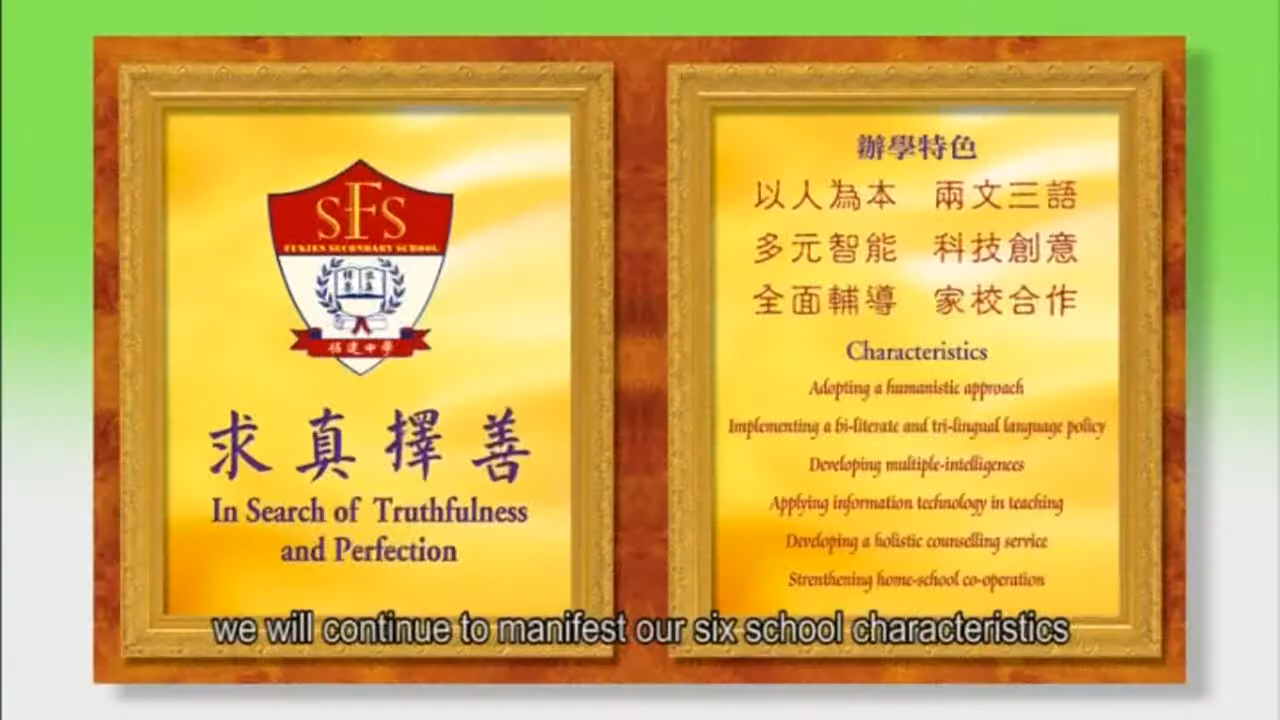 SFS
FUKIEN SECONDARY SCHOOL
福建中學
求真擇善
In Search of Truthfulness
and Perfection
辦學特色
以人為本 兩文三語
多元智能 科技創意
全面輔導 家校合作
Characteristics
Adopting a humanistic approach
Implementing a bi-literate and tri-lingual language policy
Developing multiple-intelligences
Applying information technology in teaching
Developing a holistic counselling service
Strenthening home-school co-operation
we will continue to manifest our six school characteristics